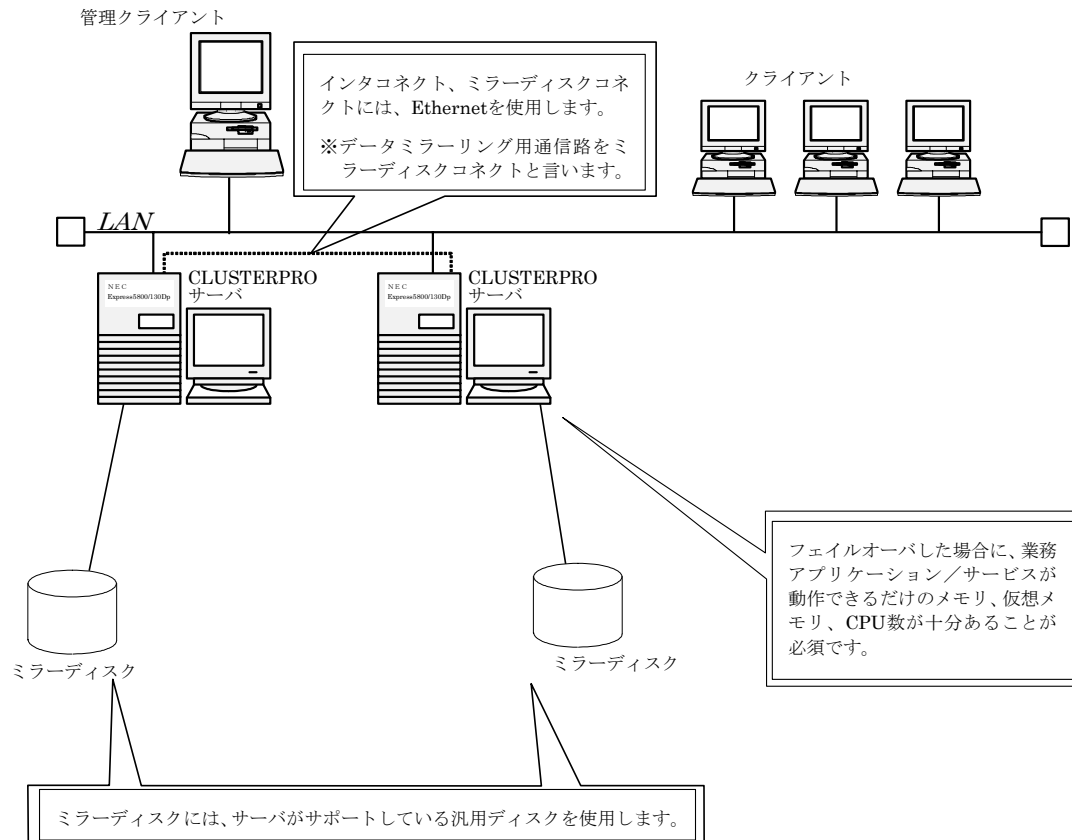 管理クライアント
インタコネクト、ミラーディスクコネ
クトには、Ethernetを使用します。
※データミラーリング用通信路をミ
ラーディスクコネクトと言います。
クライアント
LAN
NEC
Express5800/130Dp
CLUSTERPRO
サーバ
NEC
Express5800/130Dp
CLUSTERPRO
サーバ
フェイルオーバした場合に、業務
アプリケーション／サービスが
動作できるだけのメモリ、仮想メ
モリ、CPU数が十分あることが
必須です。
ミラーディスク
ミラーディスク
ミラーディスクには、サーバがサポートしている汎用ディスクを使用します。